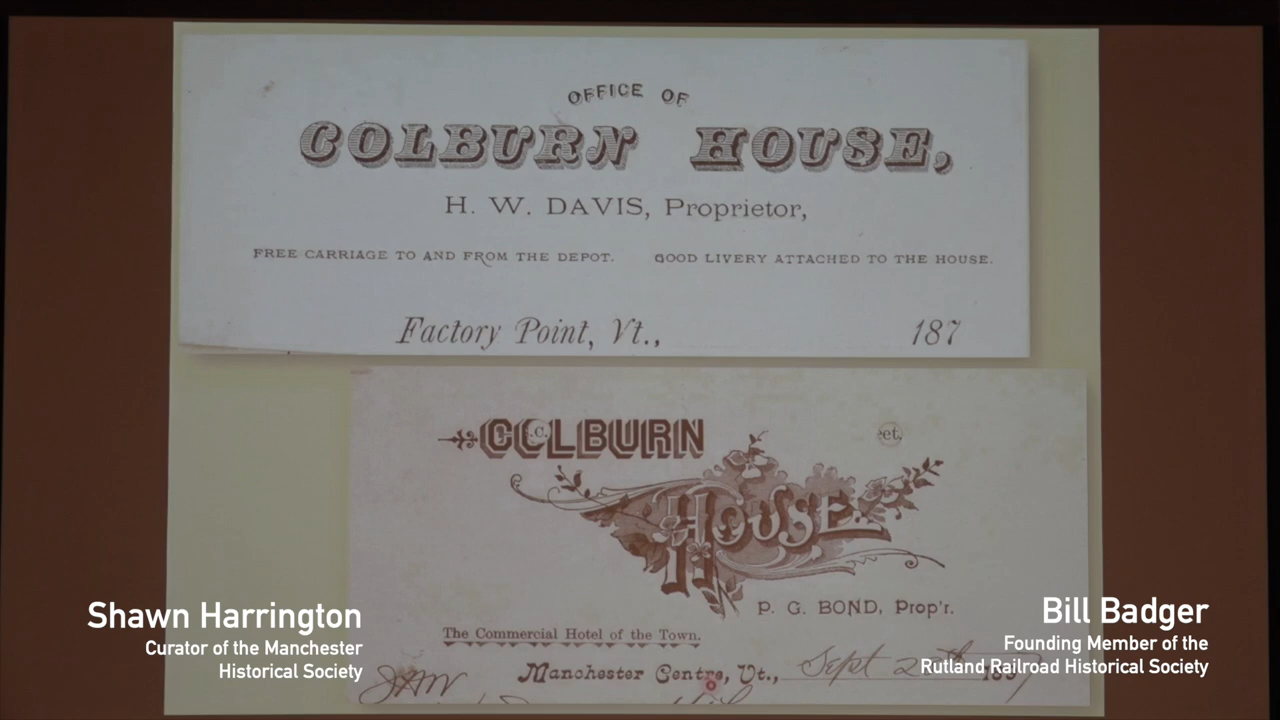 OFFICE OF
COLBURN HOUSE,
H. W. DAVIS, Proprietor,
FREE CARRIAGE TO AND FROM THE DEPOT. GOOD LIVERY ATTACHED TO THE HOUSE.
Factory Point, Vt., 187
COLBURN
HOUSE
P. G. BOND, Prop'r.
The Commercial Hotel of the Town.
Manchester Centre, Vt., Sept 189
Shawn Harrington
Curator of the Manchester
Historical Society
Bill Badger
Founding Member of the
Rutland Railroad Historical Society